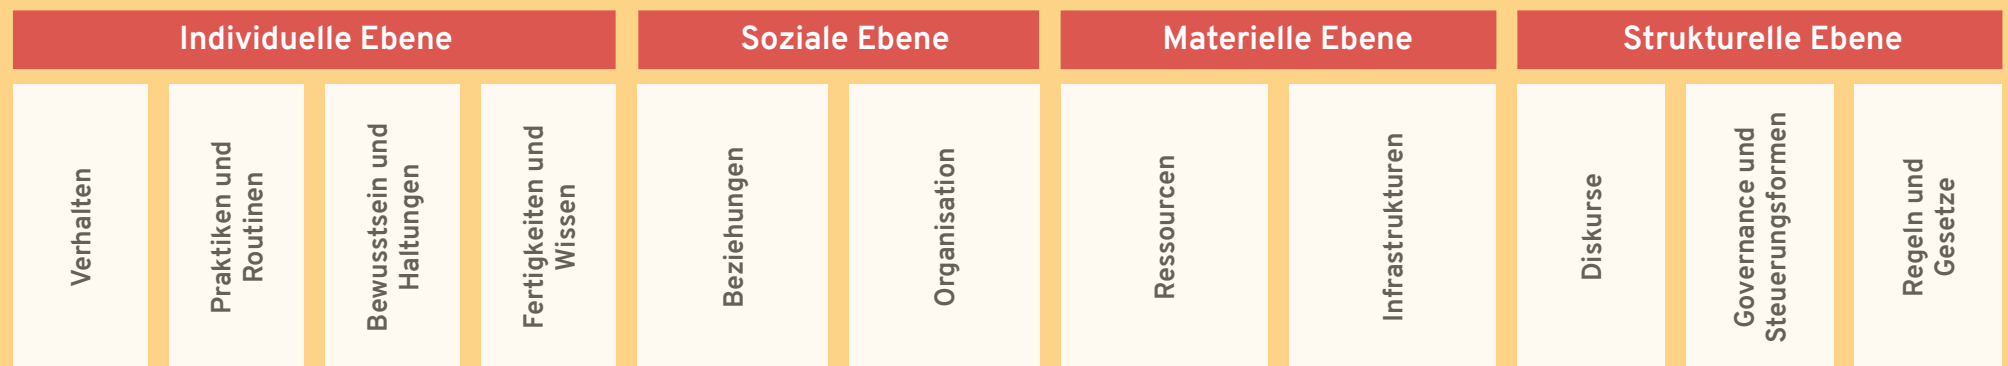 Individuelle Ebene
Soziale Ebene
Materielle Ebene
Strukturelle Ebene
Verhalten
Praktiken und
Routinen
Bewusstsein und
Haltungen
Fertigkeiten und
Wissen
Beziehungen
Organisation
Ressourcen
Infrastrukturen
Diskurse
Governance und
Steuerungsformen
Regeln und
Gesetze